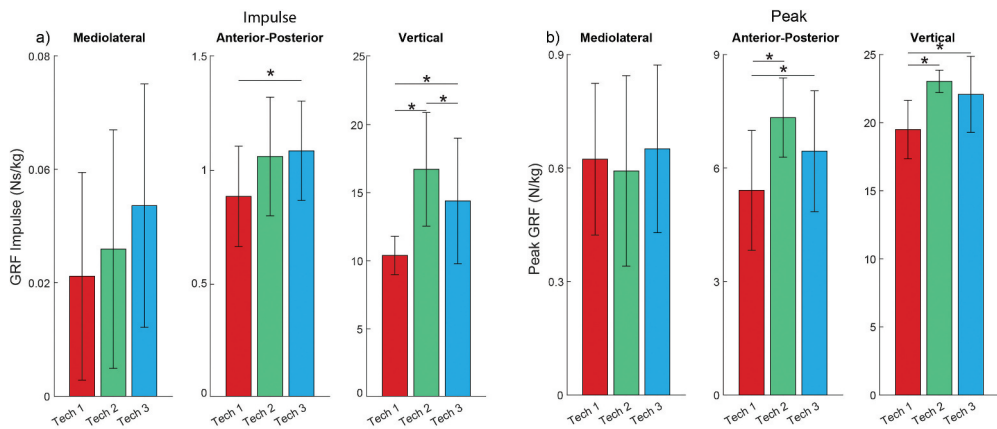 Impulse
Peak
a)
Mediolateral
Anterior-Posterior
Vertical
GRF Impulse (Ns/kg)
0.08
0.06
0.02
0
Tech 1
Tech 2
Tech 3
1.5
1
0.5
0
*
Tech 1
Tech 2
Tech 3
25
20
15
10
5
0
*
*
*
Tech 1
Tech 2
Tech 3
b)
Mediolateral
Anterior-Posterior
Vertical
Peak GRF (N/kg)
0.9
0.6
0.3
0
Tech 1
Tech 2
Tech 3
9
6
3
0
*
*
Tech 1
Tech 2
Tech 3
25
20
15
22
10
0
*
*
Tech 1
Tech 2
Tech 3